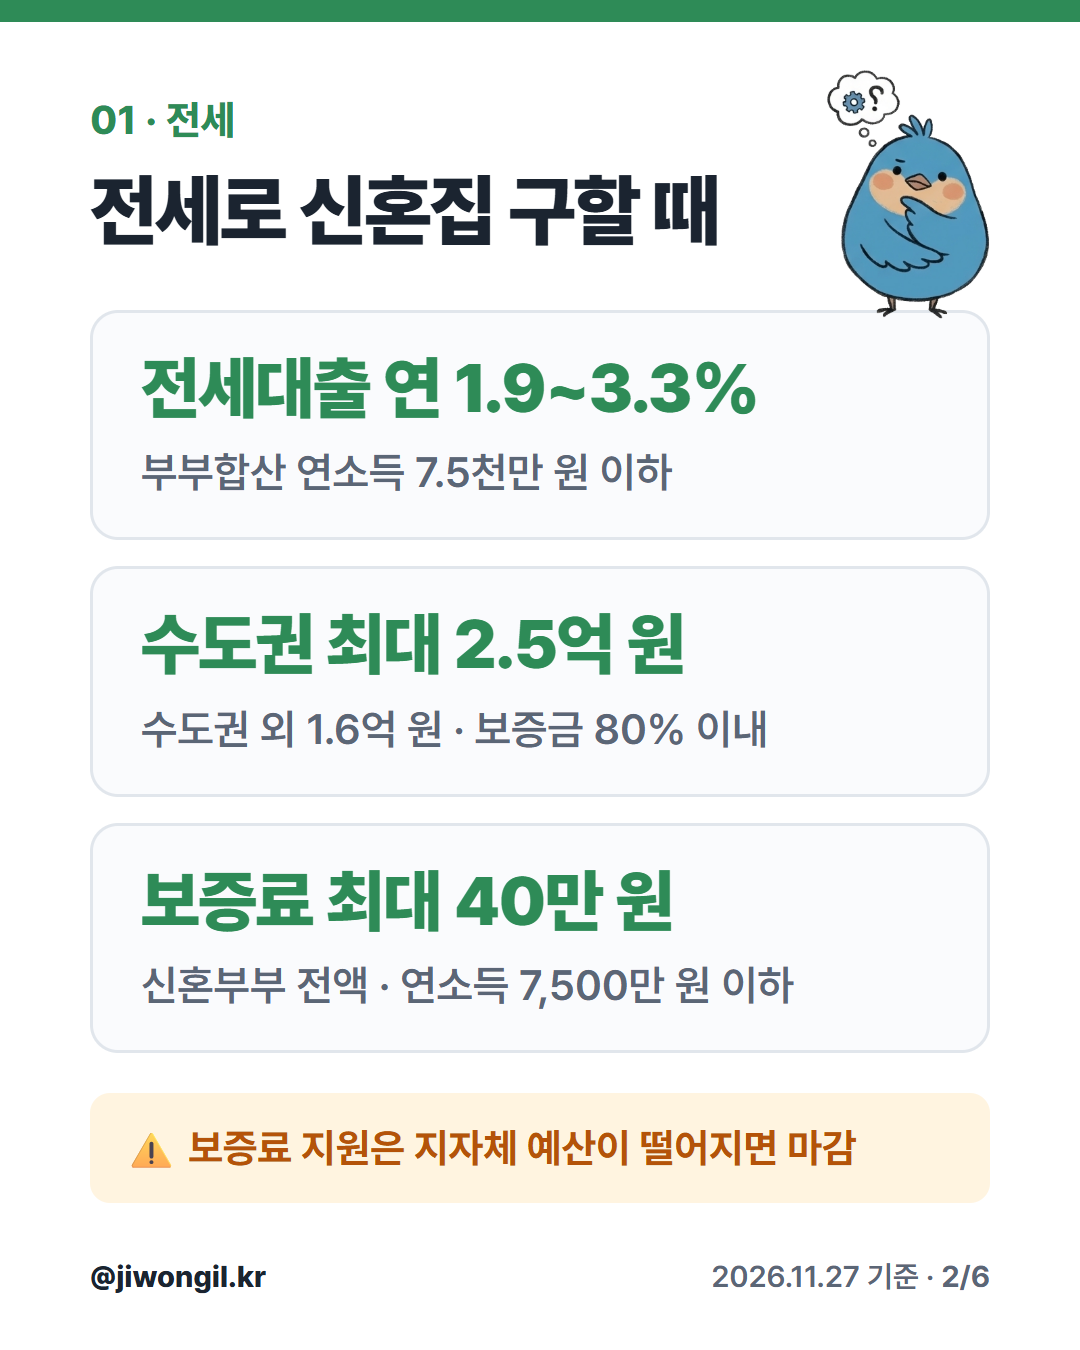 01 · 전세
전세로 신혼집 구할 때
전세대출 연 1.9~3.3%
부부합산 연소득 7.5천만 원 이하
수도권 최대 2.5억 원
수도권 외 1.6억 원 · 보증금 80% 이내
보증료 최대 40만 원
신혼부부 전액 · 연소득 7,500만 원 이하
⚠️ 보증료 지원은 지자체 예산이 떨어지면 마감
@jiwongil.kr
2026.11.27 기준 · 2/6